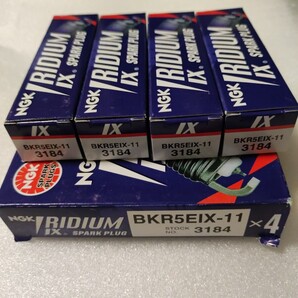 NGK IRIDIUM IX. SPARK PLUG
NGK IRIDIUM IX. SPARK PLUG
NGK IRIDIUM IX. SPARK PLUG
NGK IRIDIUM IX. SPARK PLUG
IX
BKR5EIX-11
3184
IX
BKR5EIX-11
3184
IX
BKR5EIX-11
3184
IX
BKR5EIX-11
3184
NGK
SPARK
PLUGS
NGK IRIDIUM
IX. SPARK PLUG
BKR5EIX-11
STOCK NO. 3184
×4